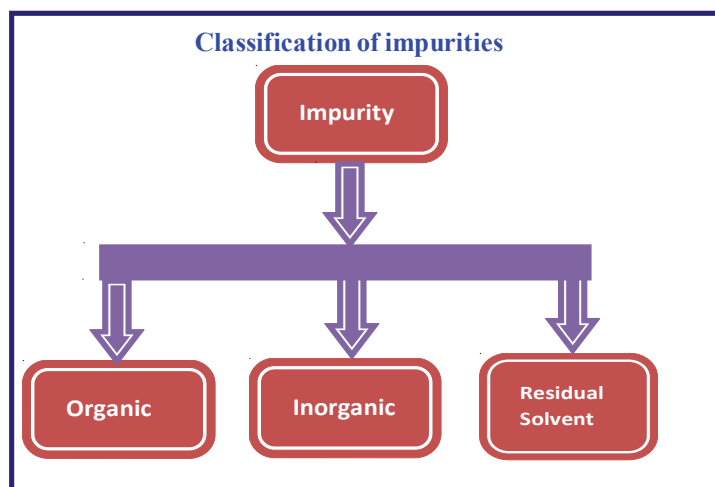 Classification of impurities
Impurity
Organic
Inorganic
Residual
Solvent